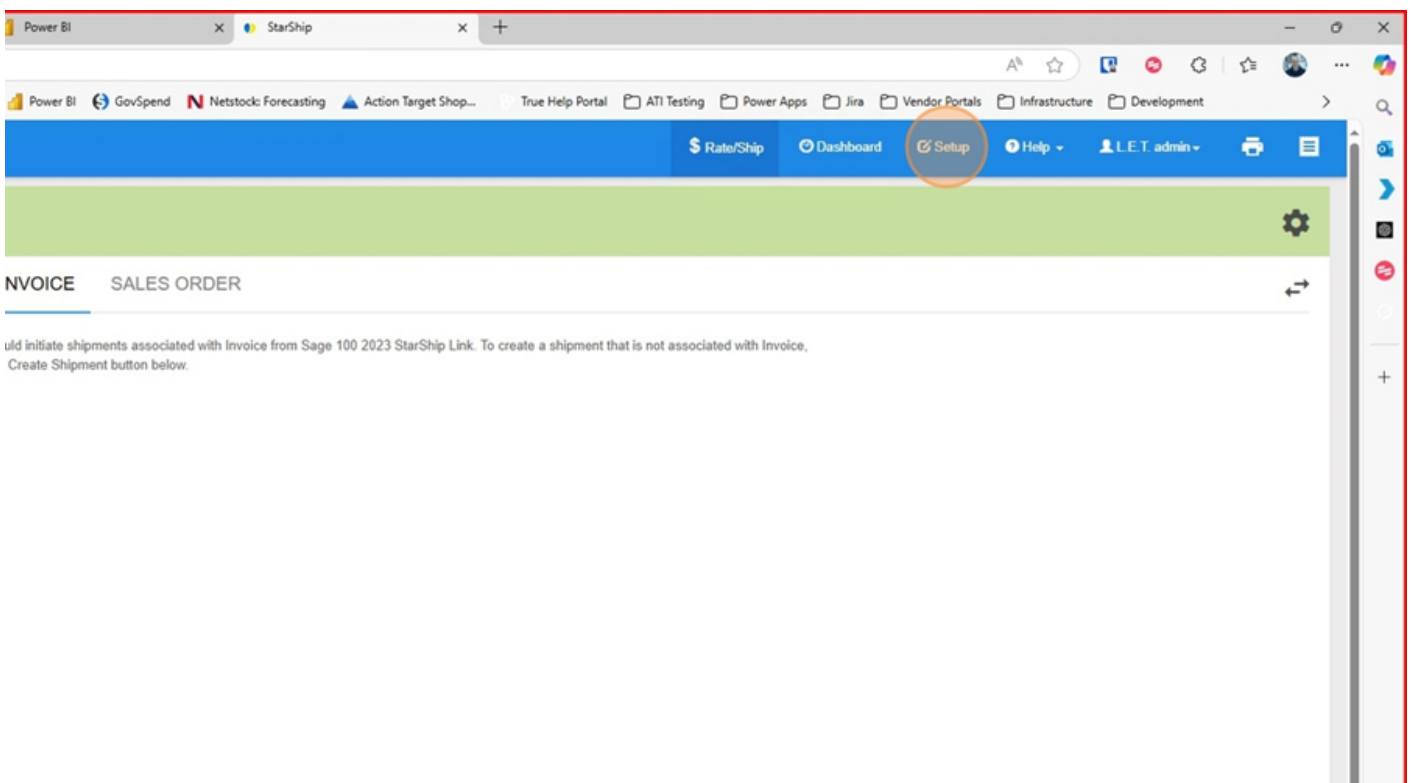 Power BI StarShip
Power BI GovSpend Netstock: Forecasting Action Target Shop... True Help Portal ATI Testing Power Apps Jira Vendor Portals Infrastructure Development
$ Rate/Ship Dashboard Setup Help L.E.T. admin
NVOICE SALES ORDER
uld initiate shipments associated with Invoice from Sage 100 2023 StarShip Link. To create a shipment that is not associated with Invoice,
Create Shipment button below.